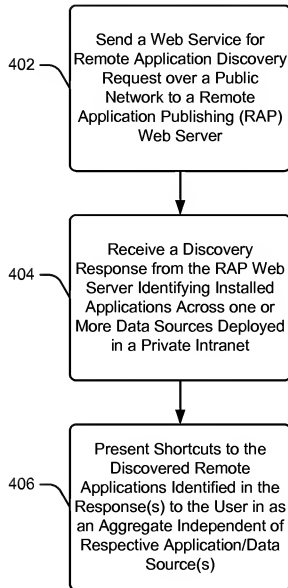 Send a Web Service for
Remote Application Discovery
Request over a Public
Network to a Remote
Application Publishing (RAP)
Web Server
402
Receive a Discovery
Response from the RAP Web
Server Identifying Installed
Applications Across one or
More Data Sources Deployed
in a Private Intranet
404
Present Shortcuts to the
Discovered Remote
Applications Identified in the
Response(s) to the User in as
an Aggregate Independent of
Respective Application/Data
Source(s)
406